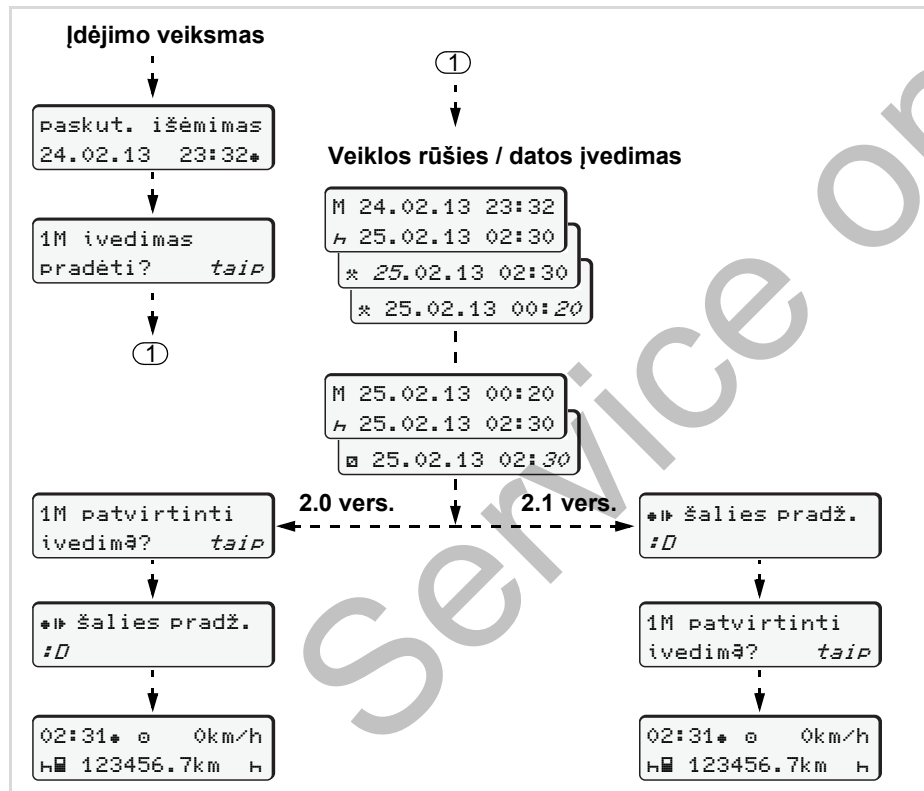 Įdėjimo veiksmas
paskut. išėmimas
24.02.13 23:32
1M ivedimas
pradėti? taip
1
1
Veiklos rūšies / datos įvedimas
M 24.02.13 23:32
25.02.13 02:30
25.02.13 02:30
25.02.13 00:20
M 25.02.13 00:20
25.02.13 02:30
25.02.13 02:30
2.0 vers.
2.1 vers.
1M patvirtinti
ivedimą? taip
šalies pradž.
:D
02:31 0km/h
123456.7km
šalies pradž.
:D
1M patvirtinti
ivedimą? taip
02:31 0km/h
123456.7km
Service o